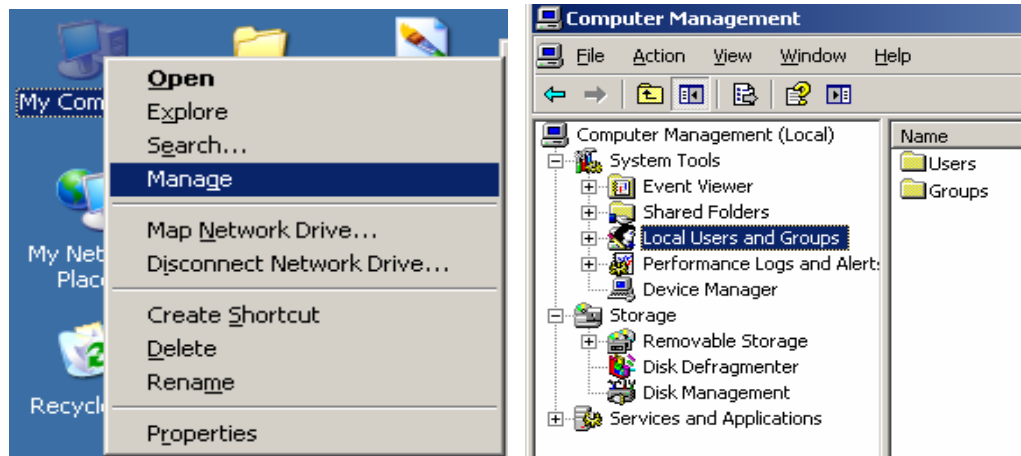 My Com
My Net
Plac
Recycl
Open
Explore
Search...
Manage
Map Network Drive...
Disconnect Network Drive...
Create Shortcut
Delete
Rename
Properties
Computer Management
File Action View Window Help
Computer Management (Local)
System Tools
Event Viewer
Shared Folders
Local Users and Groups
Performance Logs and Alert
Device Manager
Storage
Removable Storage
Disk Defragmenter
Disk Management
Services and Applications
Name
Users
Groups